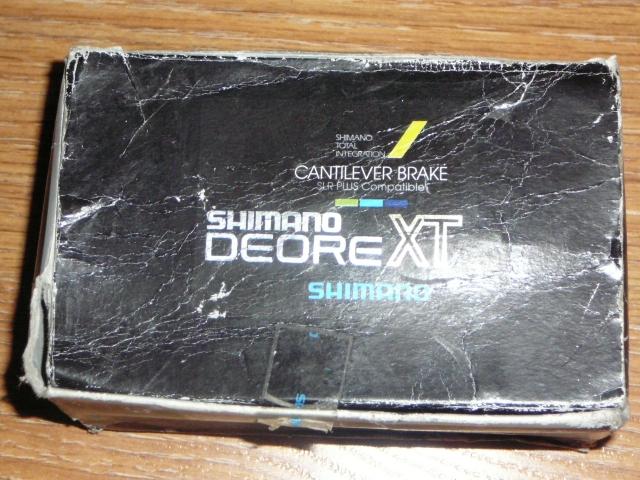 SHIMANO
TOTAL
INTEGRATION
CANTILEVER BRAKE
SLR PLUS Compatible
SHIMANO
DEORE XT
SHIMANO